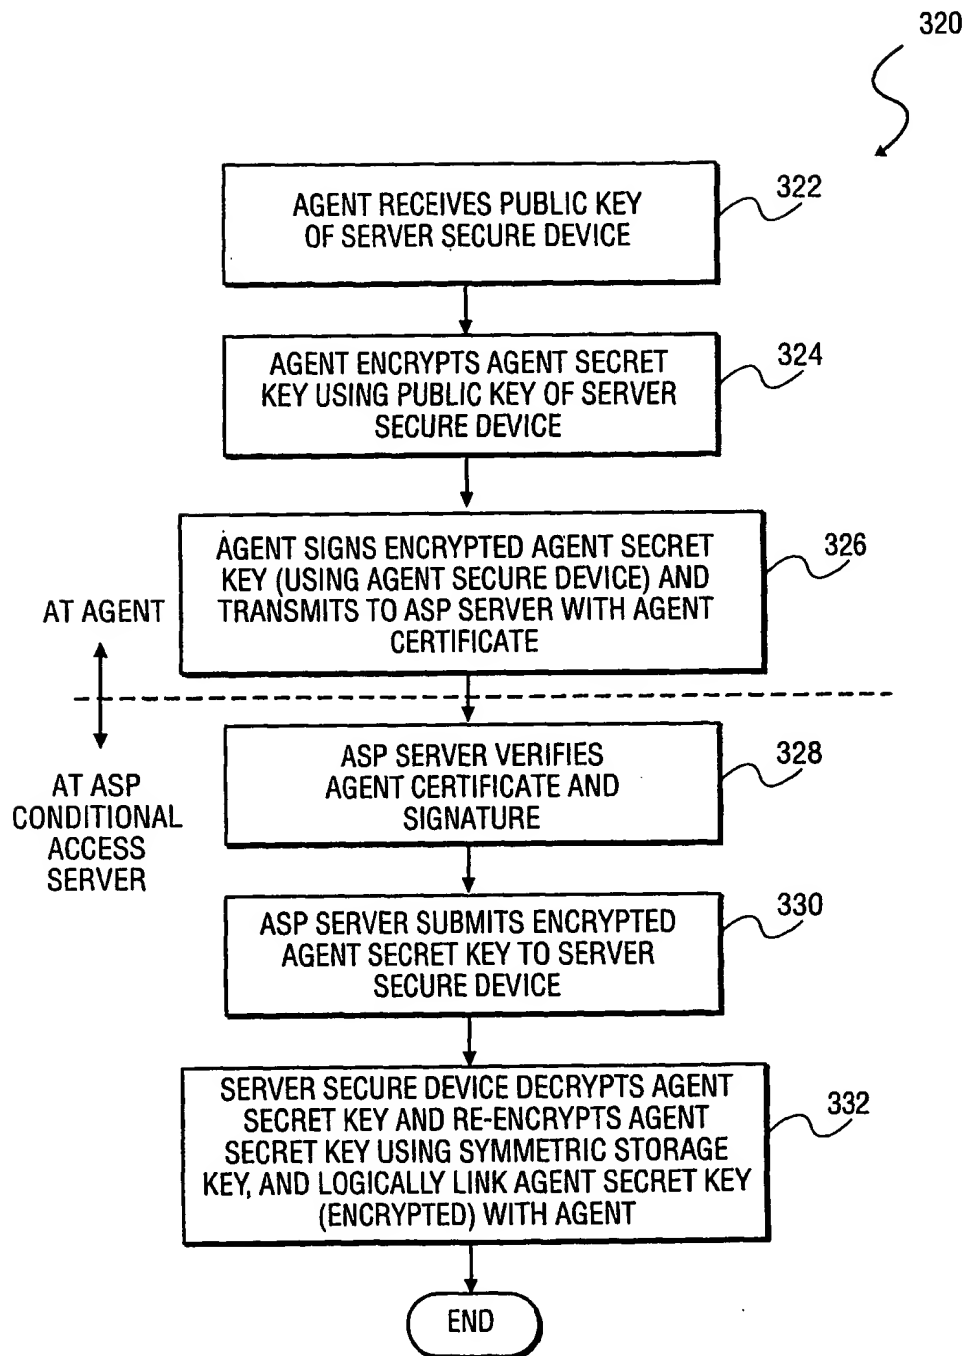 320
AGENT RECEIVES PUBLIC KEY
OF SERVER SECURE DEVICE
322
AGENT ENCRYPTS AGENT SECRET
KEY USING PUBLIC KEY OF SERVER
SECURE DEVICE
324
AGENT SIGNS ENCRYPTED AGENT SECRET
KEY (USING AGENT SECURE DEVICE) AND
TRANSMITS TO ASP SERVER WITH AGENT
CERTIFICATE
326
AT AGENT
AT ASP
CONDITIONAL
ACCESS
SERVER
ASP SERVER VERIFIES
AGENT CERTIFICATE AND
SIGNATURE
328
ASP SERVER SUBMITS ENCRYPTED
AGENT SECRET KEY TO SERVER
SECURE DEVICE
330
SERVER SECURE DEVICE DECRYPTS AGENT
SECRET KEY AND RE-ENCRYPTS AGENT
SECRET KEY USING SYMMETRIC STORAGE
KEY, AND LOGICALLY LINK AGENT SECRET KEY
(ENCRYPTED) WITH AGENT
332
END